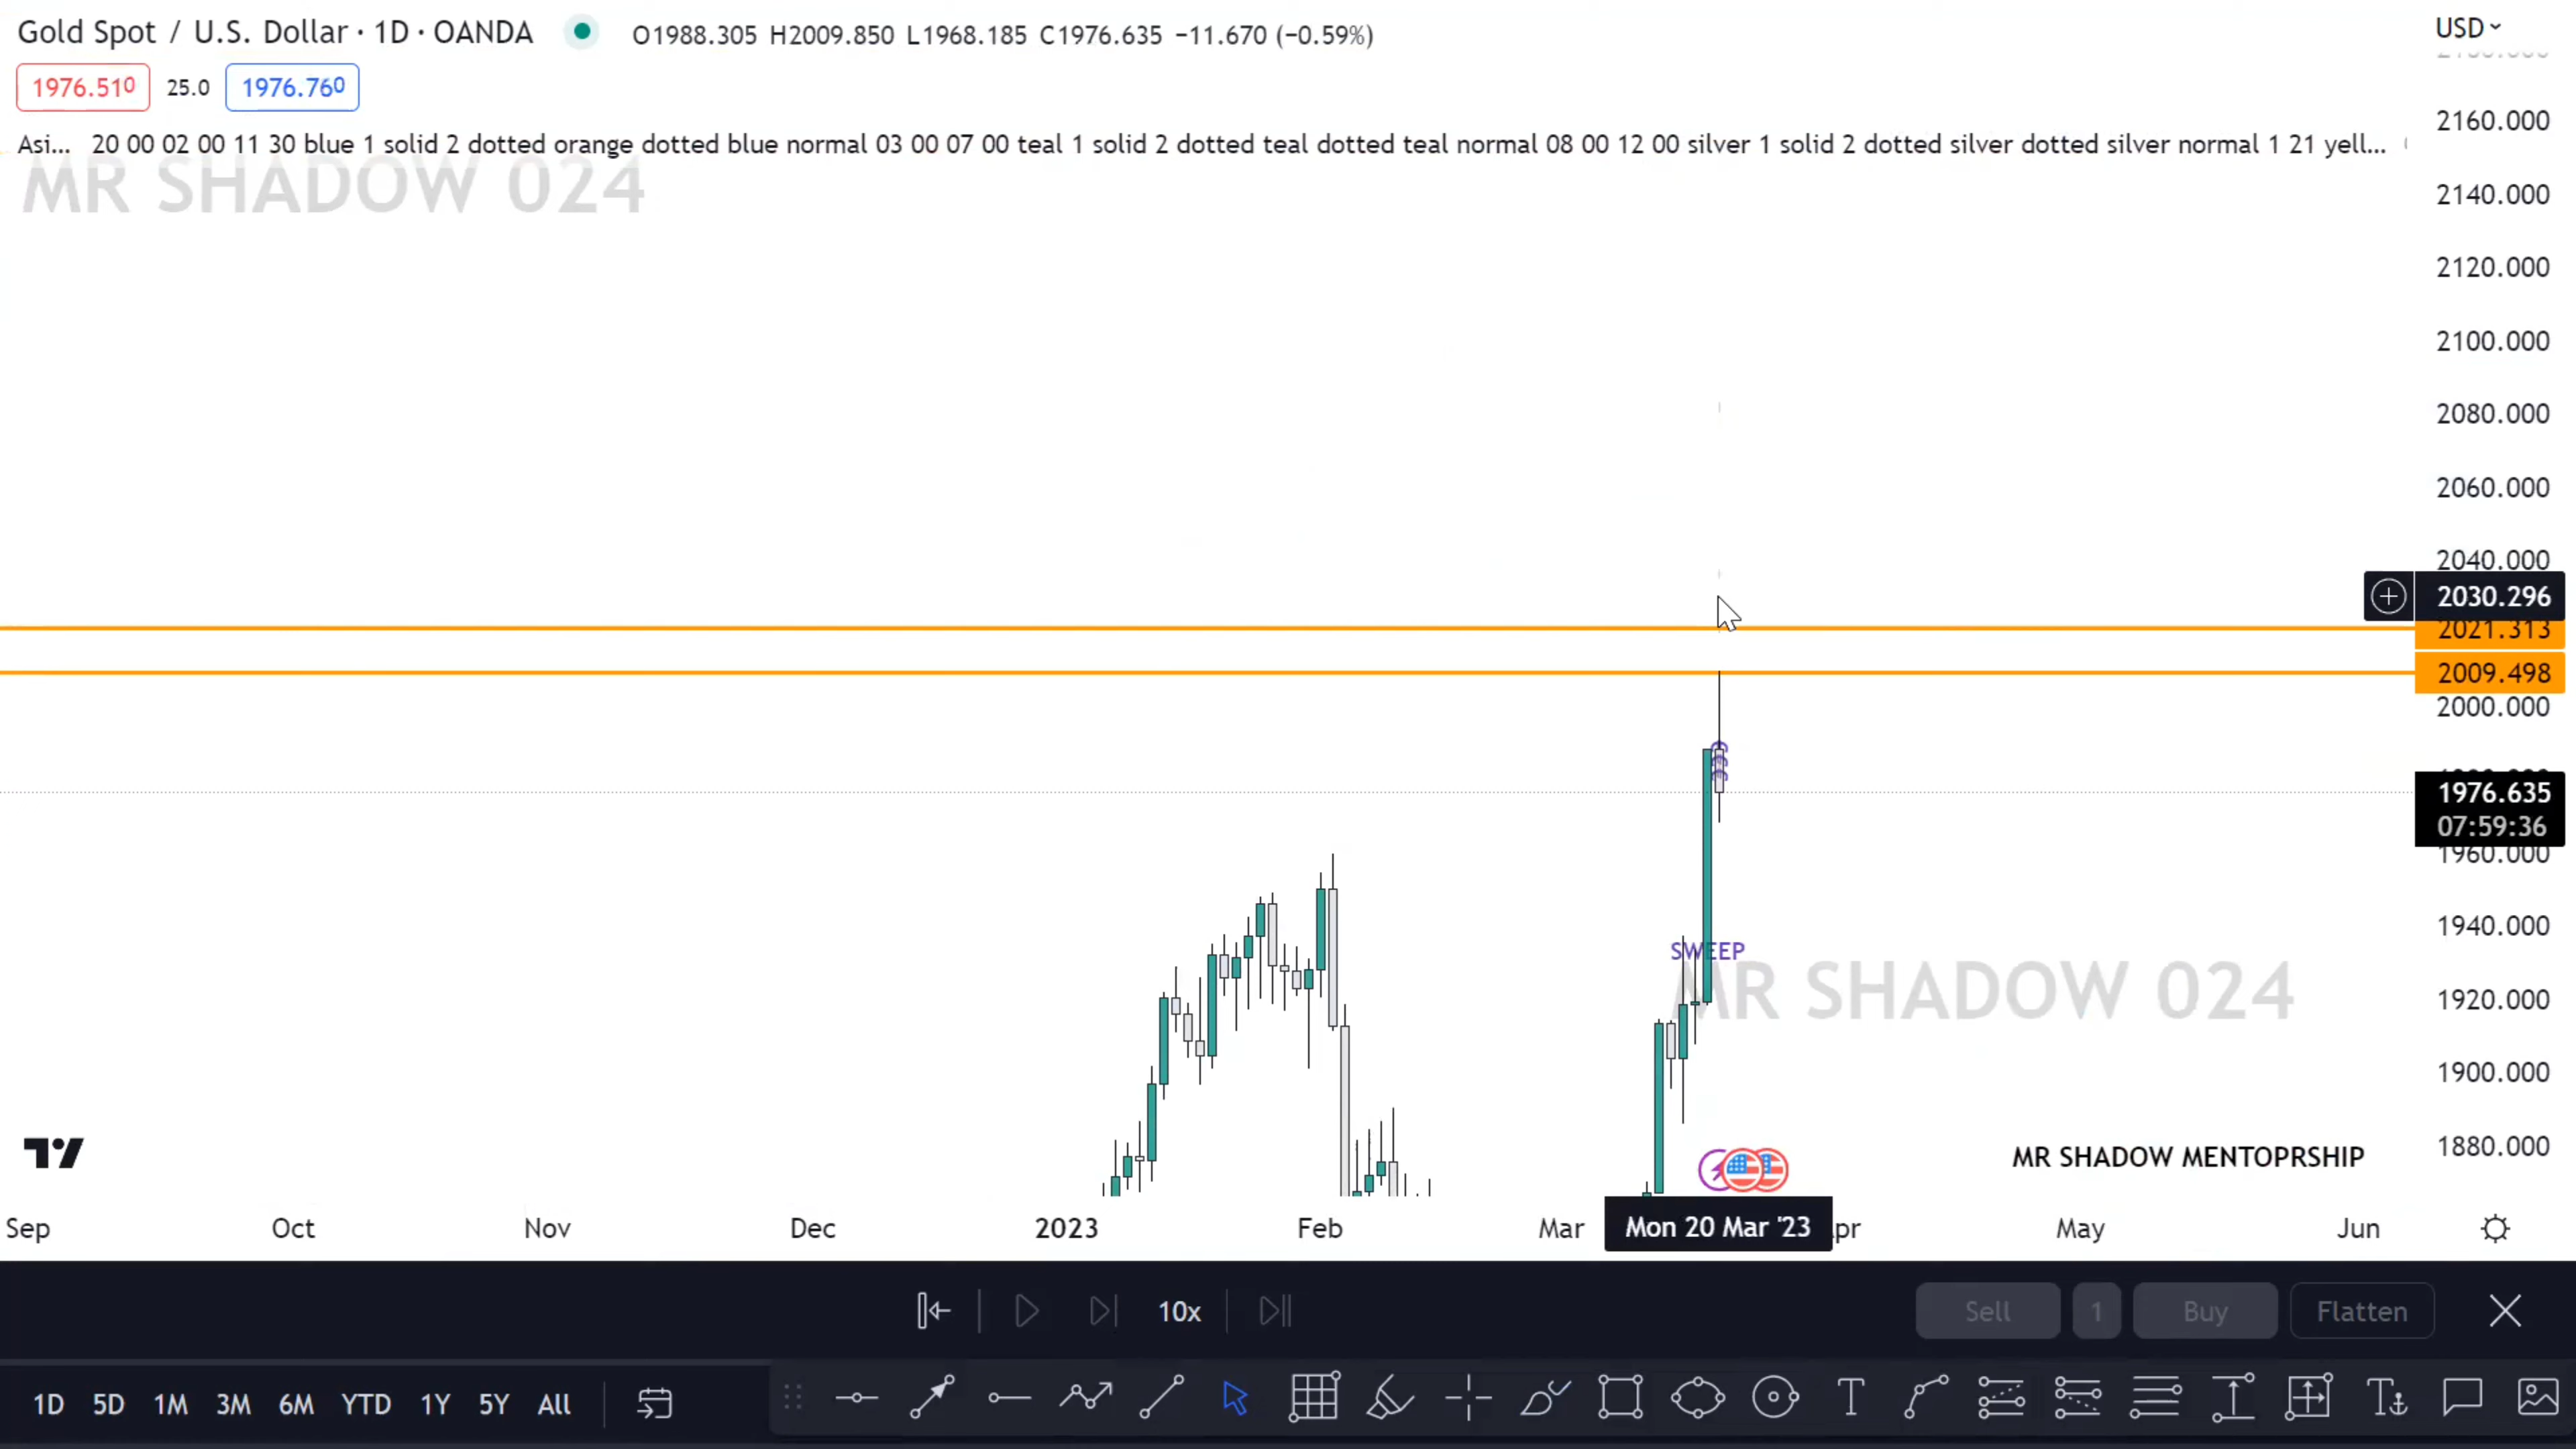 Gold Spot / U.S. Dollar · 1D · OANDA O1988.305 H2009.850 L1968.185 C1976.635 −11.670 (−0.59%)
USD
1976.510 25.0 1976.760
2160.000
Asi... 20 00 02 00 11 30 blue 1 solid 2 dotted orange dotted blue normal 03 00 07 00 teal 1 solid 2 dotted teal dotted teal normal 08 00 12 00 silver 1 solid 2 dotted silver dotted silver normal 1 21 yell...
MR SHADOW 024
2140.000
2120.000
2100.000
2080.000
2060.000
2040.000
2030.296
2021.313
2009.498
2000.000
1976.635
07:59:36
1960.000
1940.000
SWEEP
MR SHADOW 024
1920.000
1900.000
1880.000
MR SHADOW MENTOPRSHIP
Sep Oct Nov Dec 2023 Feb Mar Mon 20 Mar '23 May Jun
10x Sell 1 Buy Flatten
1D 5D 1M 3M 6M YTD 1Y 5Y All